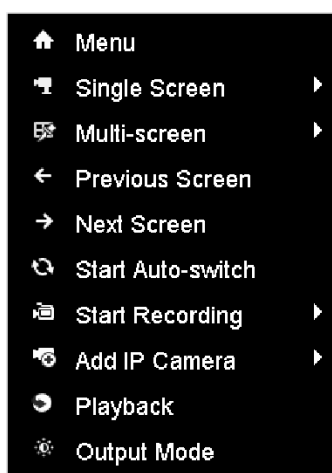 Menu
Single Screen
Multi-screen
Previous Screen
Next Screen
Start Auto-switch
Start Recording
Add IP Camera
Playback
Output Mode